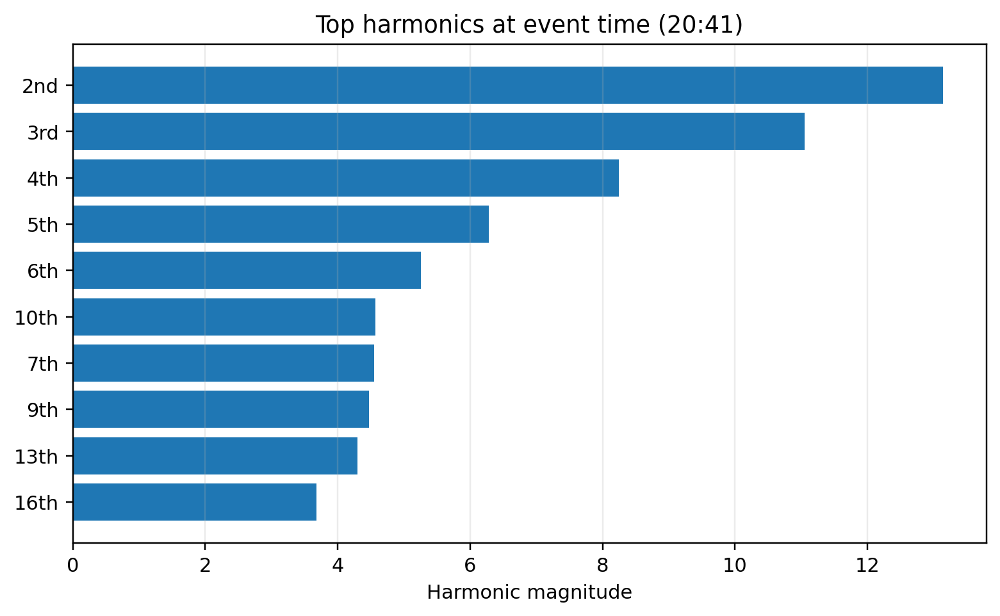 Top harmonics at event time (20:41)
2nd
3rd
4th
5th
6th
10th
7th
9th
13th
16th
0 2 4 6 8 10 12
Harmonic magnitude